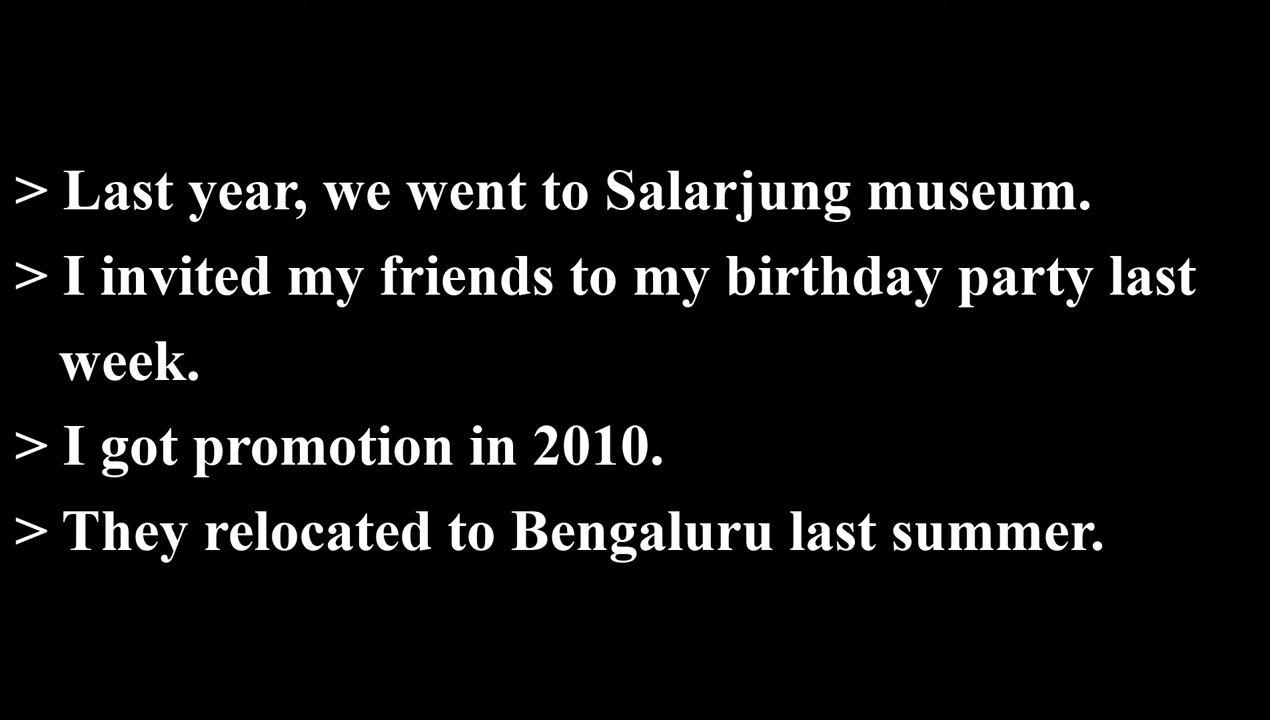 > Last year, we went to Salarjung museum.
> I invited my friends to my birthday party last
week.
> I got promotion in 2010.
> They relocated to Bengaluru last summer.